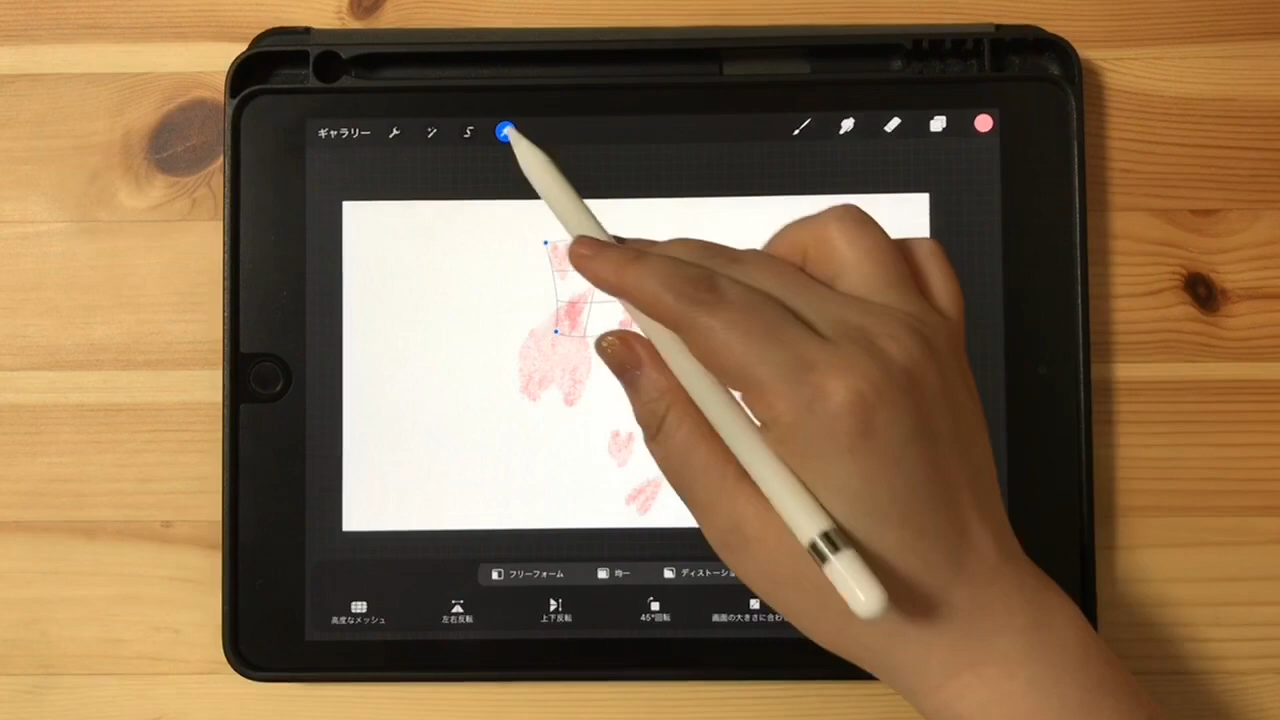 ギャラリー
フリーフォーム
均一
ディストーショ
高度なメッシュ
左右反転
上下反転
45°回転
画面の大きさに合わ